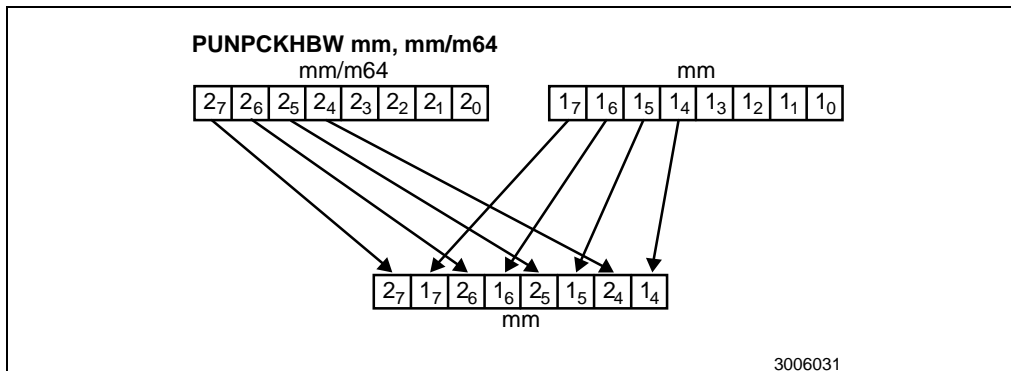 PUNPCKHBW mm, mm/m64
mm/m64 mm
2₇ 2₆ 2₅ 2₄ 2₃ 2₂ 2₁ 2₀ 1₇ 1₆ 1₅ 1₄ 1₃ 1₂ 1₁ 1₀
2₇ 1₇ 2₆ 1₆ 2₅ 1₅ 2₄ 1₄
mm
3006031